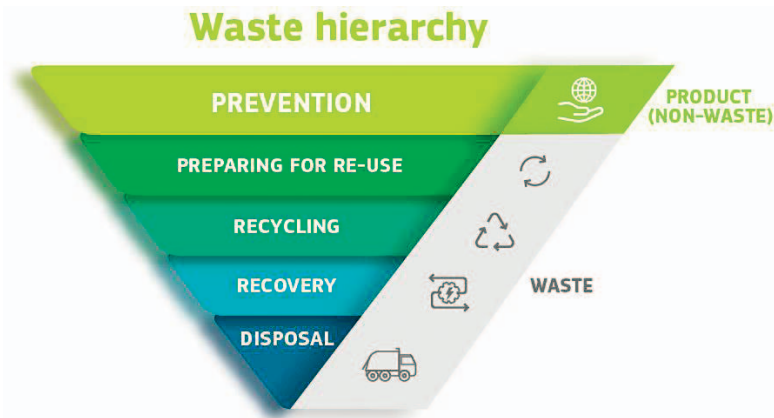 Waste hierarchy
PREVENTION
PRODUCT
(NON-WASTE)
PREPARING FOR RE-USE
RECYCLING
RECOVERY
WASTE
DISPOSAL